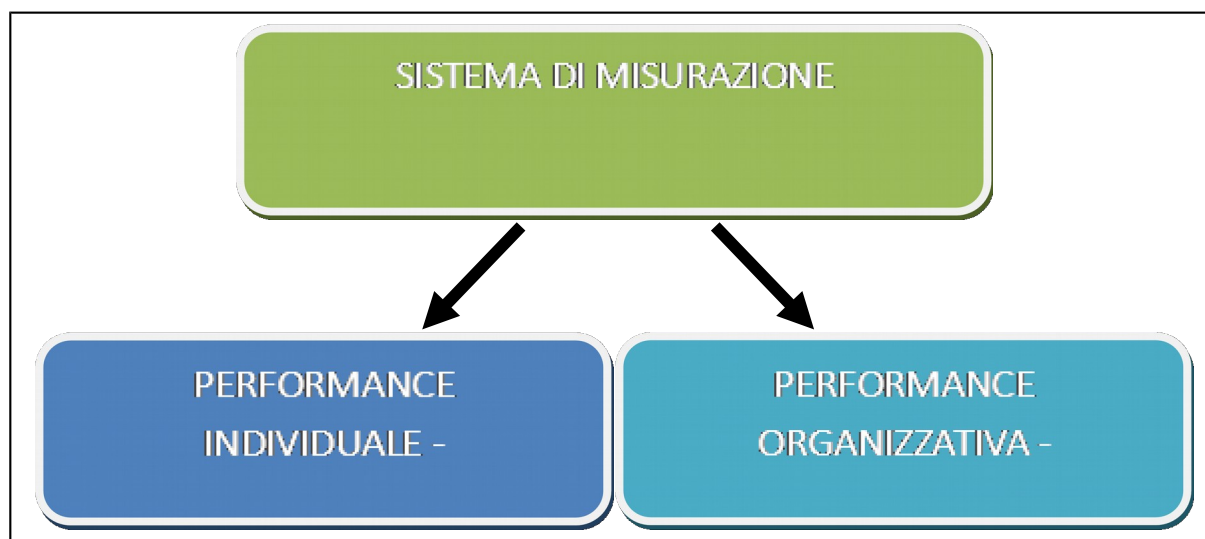 SISTEMA DI MISURAZIONE
PERFORMANCE
INDIVIDUALE -
PERFORMANCE
ORGANIZZATIVA -